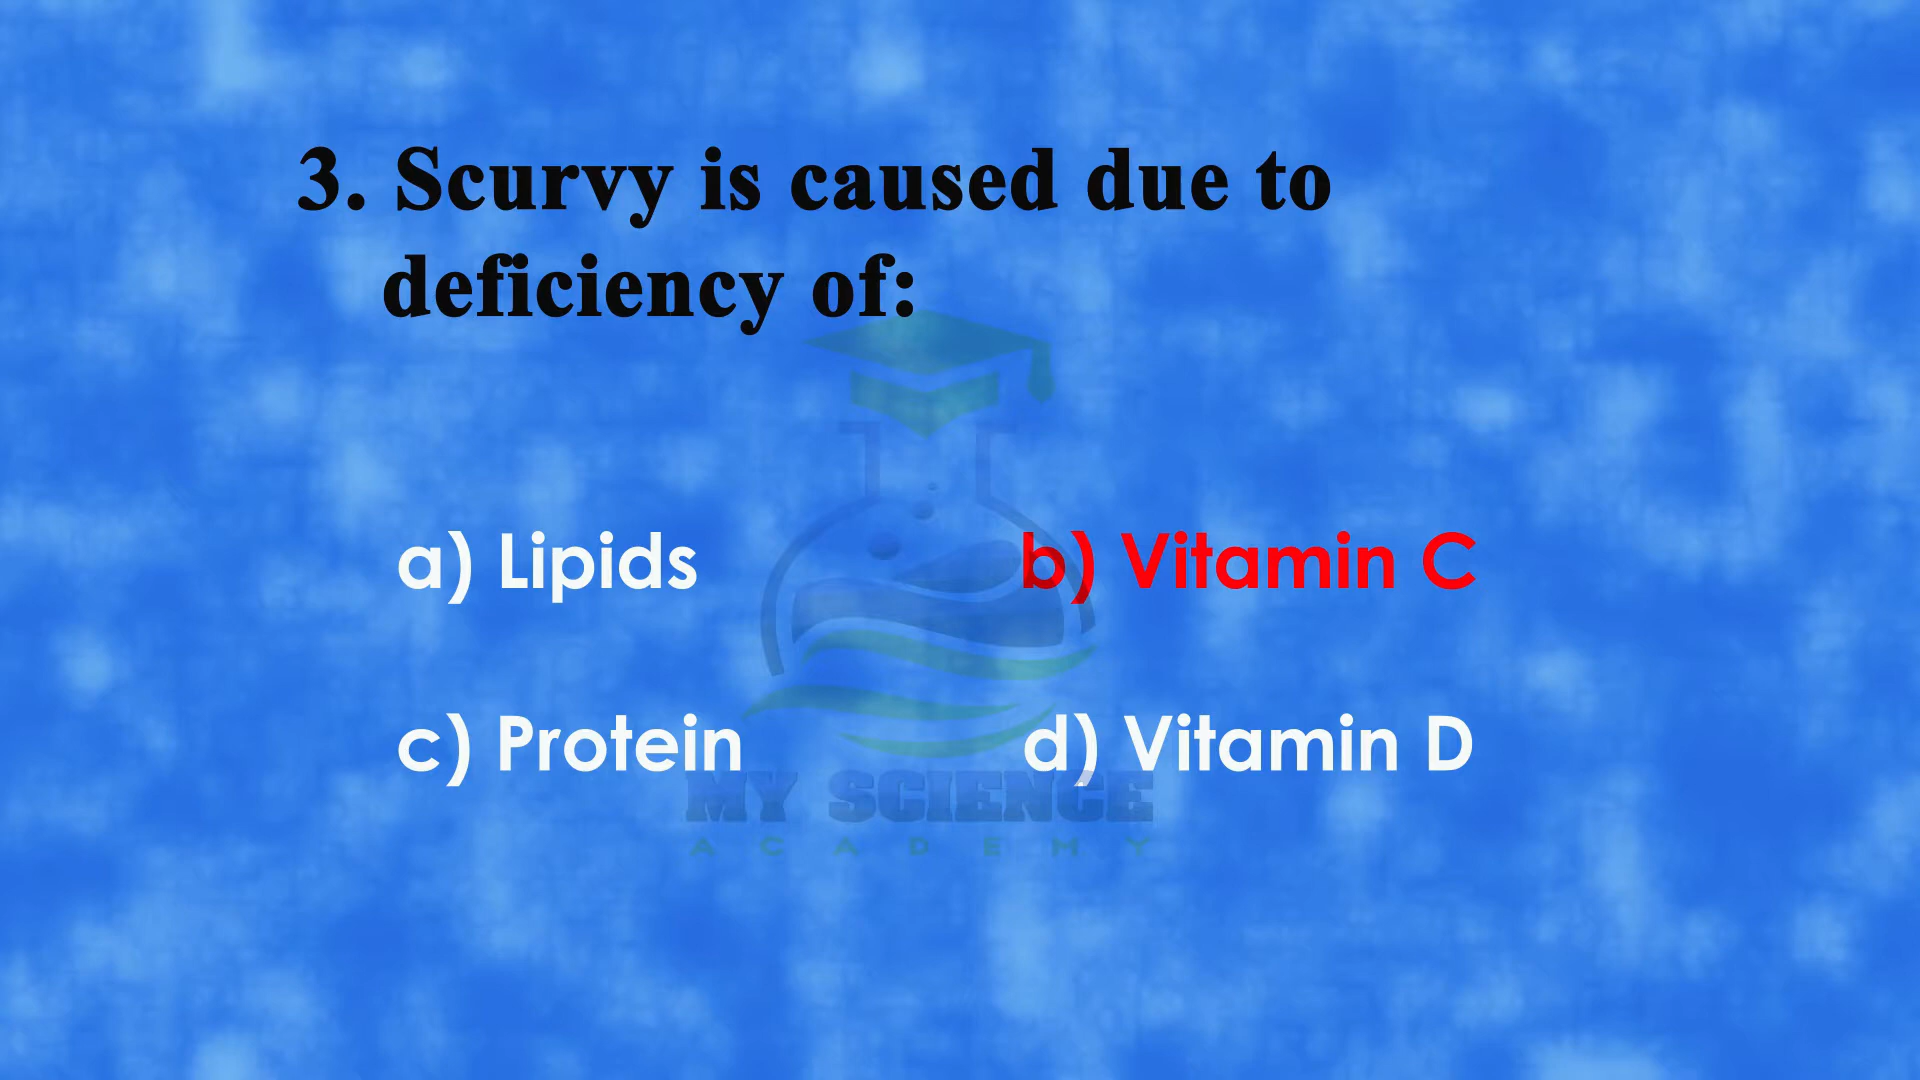 3. Scurvy is caused due to
deficiency of:
a) Lipids
b) Vitamin C
c) Protein
d) Vitamin D
MY SCIENCE
ACADEMY